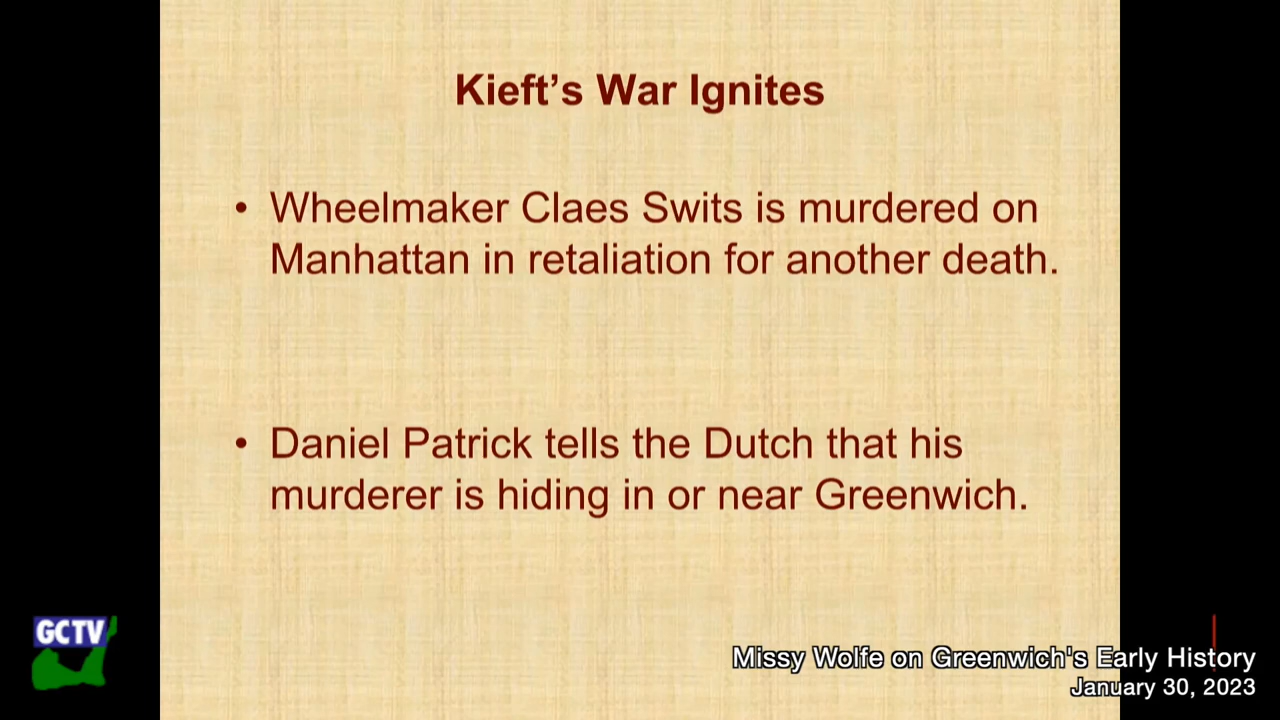 Kieft’s War Ignites
• Wheelmaker Claes Swits is murdered on
Manhattan in retaliation for another death.
• Daniel Patrick tells the Dutch that his
murderer is hiding in or near Greenwich.
GCTV
Missy Wolfe on Greenwich's Early History
January 30, 2023